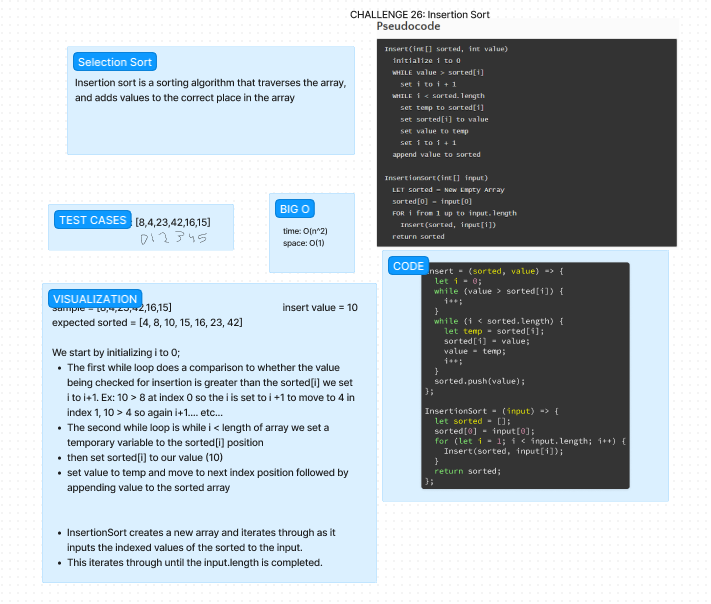 CHALLENGE 26: Insertion Sort
Pseudocode
Selection Sort
Insertion sort is a sorting algorithm that traverses the array,
and adds values to the correct place in the array
Insert(int[] sorted, int value)
initialize i to 0
WHILE value > sorted[i]
set i to i + 1
WHILE i < sorted.length
set temp to sorted[i]
set sorted[i] to value
set value to temp
set i to i + 1
append value to sorted
InsertionSort(int[] input)
LET sorted = New Empty Array
sorted[0] = input[0]
FOR i from 1 up to input.length
Insert(sorted, input[i])
return sorted
TEST CASES
[8,4,23,42,16,15]
0 1 2 3 4 5
BIG O
time: O(n^2)
space: O(1)
VISUALIZATION
sample = [8,4,23,42,16,15] insert value = 10
expected sorted = [4, 8, 10, 15, 16, 23, 42]
We start by initializing i to 0;
• The first while loop does a comparison to whether the value
being checked for insertion is greater than the sorted[i] we set
i to i+1. Ex: 10 > 8 at index 0 so the i is set to i +1 to move to 4 in
index 1, 10 > 4 so again i+1.... etc...
• The second while loop is while i < length of array we set a
temporary variable to the sorted[i] position
• then set sorted[i] to our value (10)
• set value to temp and move to next index position followed by
appending value to the sorted array
• InsertionSort creates a new array and iterates through as it
inputs the indexed values of the sorted to the input.
• This iterates through until the input.length is completed.
CODE
nsert = (sorted, value) => {
let i = 0;
while (value > sorted[i]) {
i++;
}
while (i < sorted.length) {
let temp = sorted[i];
sorted[i] = value;
value = temp;
i++;
}
sorted.push(value);
};
InsertionSort = (input) => {
let sorted = [];
sorted[0] = input[0];
for (let i = 1; i < input.length; i++) {
Insert(sorted, input[i]);
}
return sorted;
};